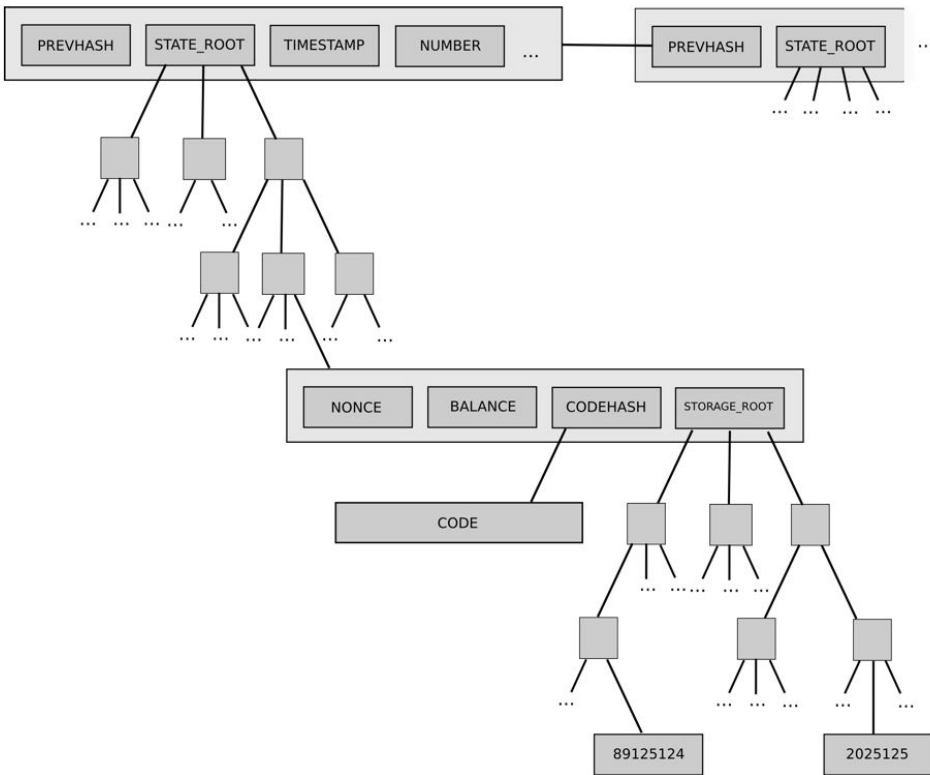 PREVHASH STATE_ROOT TIMESTAMP NUMBER ... PREVHASH STATE_ROOT ...
... ... ... ...
... ... ... ... ...
... ... ... ... ... ...
NONCE BALANCE CODEHASH STORAGE_ROOT
CODE
... ... ... ... ...
... ... ... ... ... ...
89125124 2025125